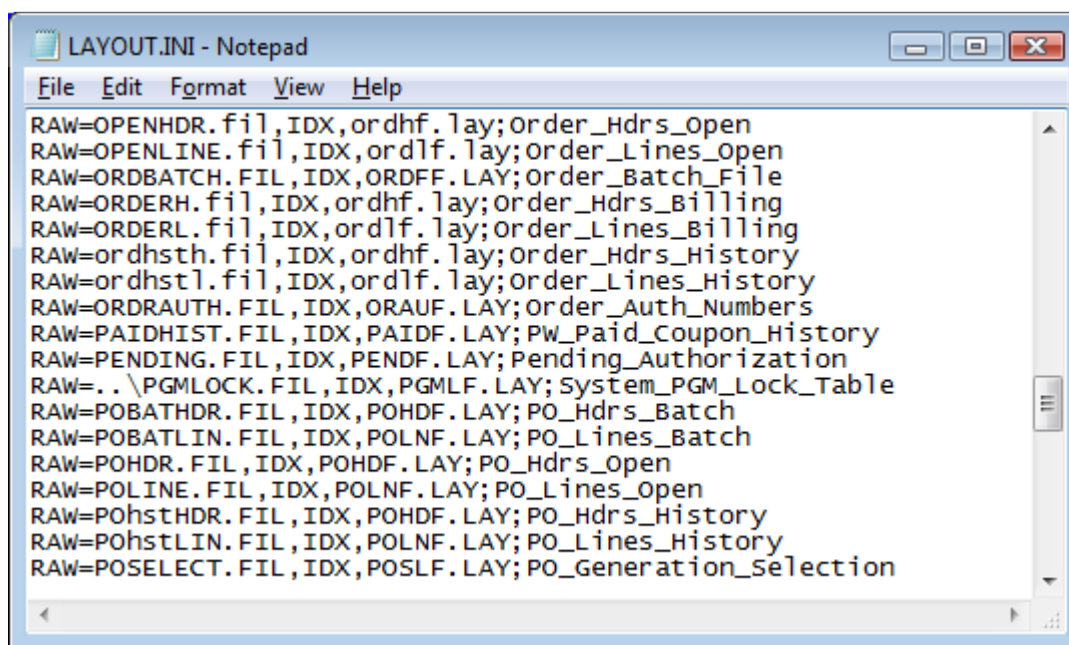 LAYOUT.INI - Notepad
File Edit Format View Help
RAW=OPENHDR.fil,IDX,ordhf.lay;Order_Hdrs_Open
RAW=OPENLINE.fil,IDX,ordlf.lay;Order_Lines_Open
RAW=ORDBATCH.FIL,IDX,ORDFF.LAY;Order_Batch_File
RAW=ORDERH.fil,IDX,ordhf.lay;Order_Hdrs_Billing
RAW=ORDERL.fil,IDX,ordlf.lay;Order_Lines_Billing
RAW=ordhsth.fil,IDX,ordhf.lay;Order_Hdrs_History
RAW=ordhstl.fil,IDX,ordlf.lay;Order_Lines_History
RAW=ORDRAUTH.FIL,IDX,ORAUF.LAY;Order_Auth_Numbers
RAW=PAIDHIST.FIL,IDX,PAIDF.LAY;PW_Paid_Coupon_History
RAW=PENDING.FIL,IDX,PENDF.LAY;Pending_Authorization
RAW=..\PGMLOCK.FIL,IDX,PGMLF.LAY;System_PGM_Lock_Table
RAW=POBATHDR.FIL,IDX,POHDF.LAY;PO_Hdrs_Batch
RAW=POBATLIN.FIL,IDX,POLNF.LAY;PO_Lines_Batch
RAW=POHDR.FIL,IDX,POHDF.LAY;PO_Hdrs_Open
RAW=POLINE.FIL,IDX,POLNF.LAY;PO_Lines_Open
RAW=POhstHDR.FIL,IDX,POHDF.LAY;PO_Hdrs_History
RAW=POhstLIN.FIL,IDX,POLNF.LAY;PO_Lines_History
RAW=POSELECT.FIL,IDX,POSLF.LAY;PO_Generation_Selection